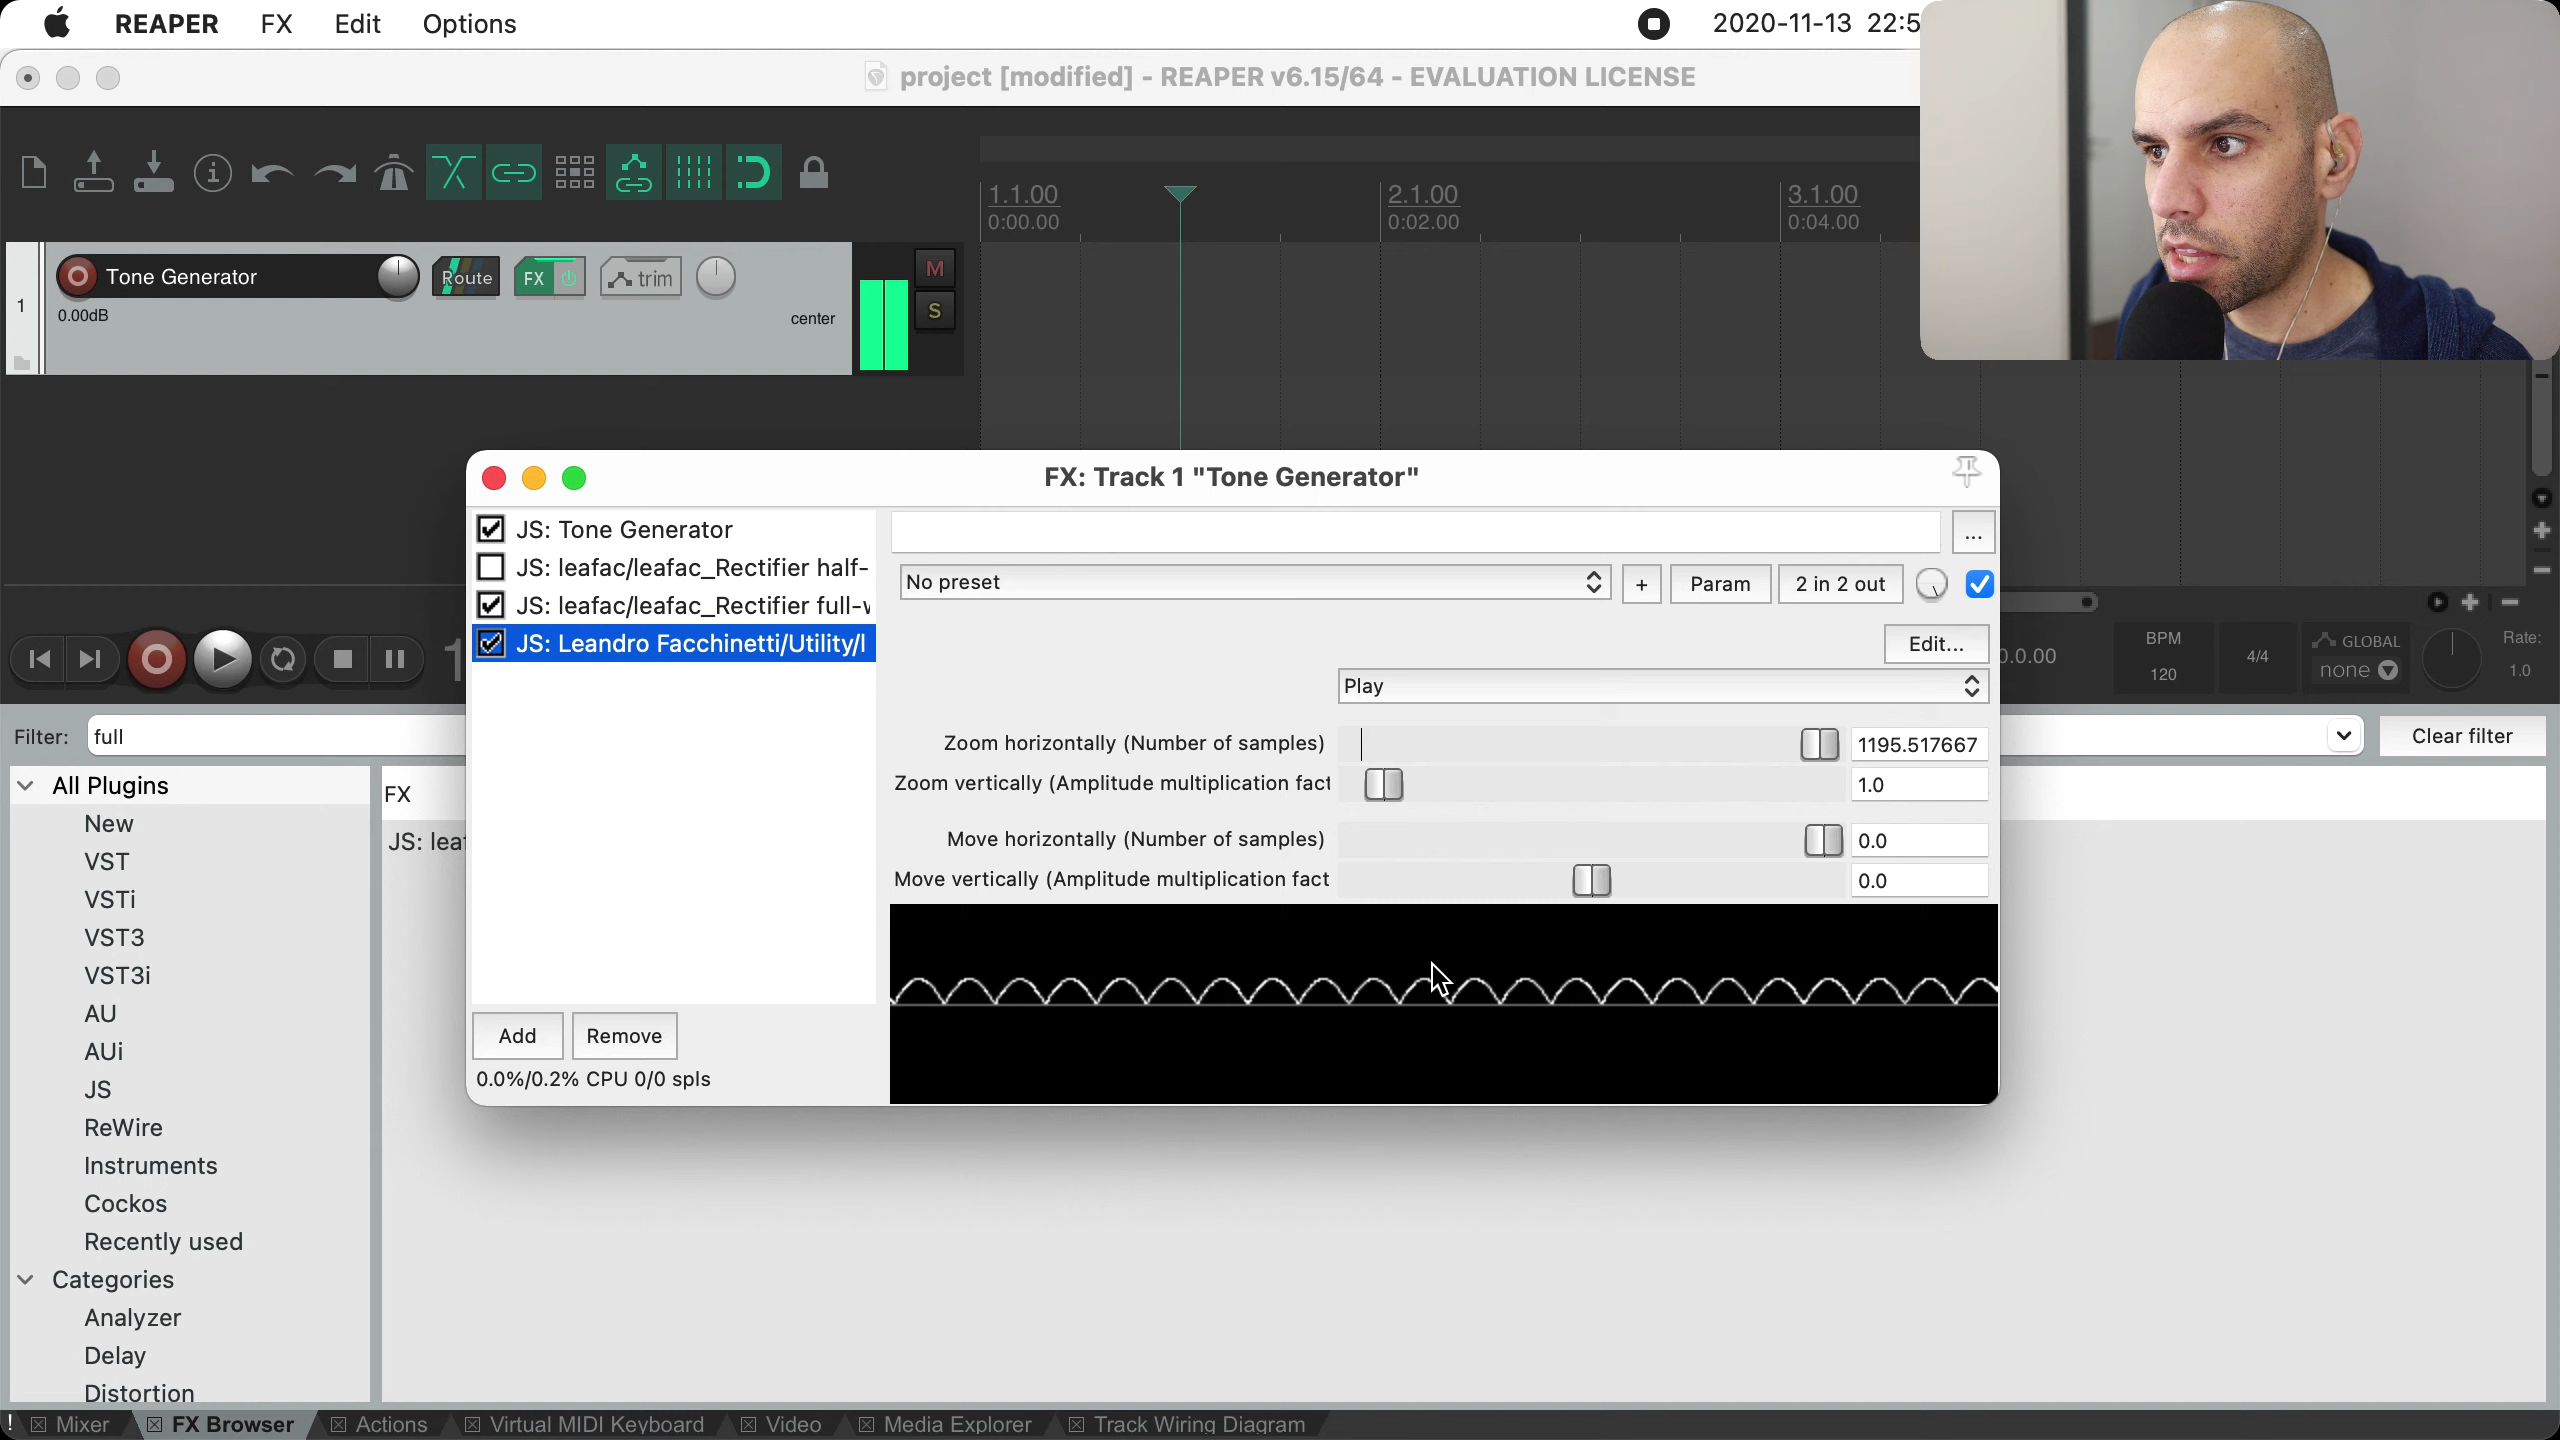 REAPER FX Edit Options 2020-11-13 22:5
project [modified] - REAPER v6.15/64 - EVALUATION LICENSE
1.1.00 2.1.00 3.1.00
0:00.00 0:02.00 0:04.00
1 Tone Generator Route FX trim M
0.00dB center S
FX: Track 1 "Tone Generator"
JS: Tone Generator ...
JS: leafac/leafac_Rectifier half- No preset + Param 2 in 2 out
JS: leafac/leafac_Rectifier full-w
JS: Leandro Facchinetti/Utility/l Edit...
Play
Zoom horizontally (Number of samples) 1195.517667
Zoom vertically (Amplitude multiplication fact 1.0
Move horizontally (Number of samples) 0.0
Move vertically (Amplitude multiplication fact 0.0
Add Remove
0.0%/0.2% CPU 0/0 spls
1 0.0.00 BPM 120 4/4 GLOBAL none Rate: 1.0
Filter: full Clear filter
All Plugins
New
VST
VSTi
VST3
VST3i
AU
AUi
JS
ReWire
Instruments
Cockos
Recently used
Categories
Analyzer
Delay
Distortion
FX
JS: leaf
! Mixer FX Browser Actions Virtual MIDI Keyboard Video Media Explorer Track Wiring Diagram